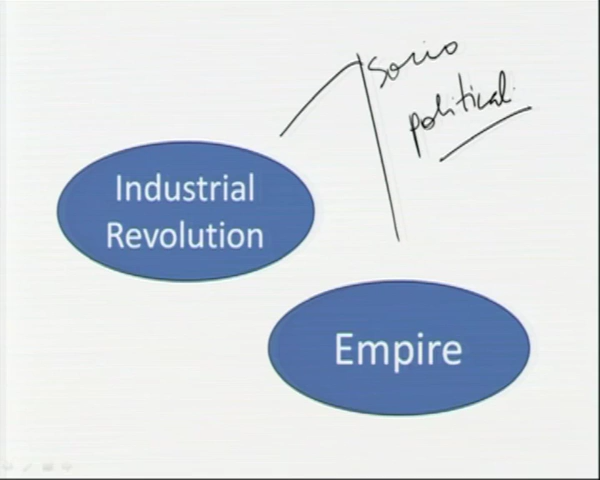 socio
political
Industrial
Revolution
Empire